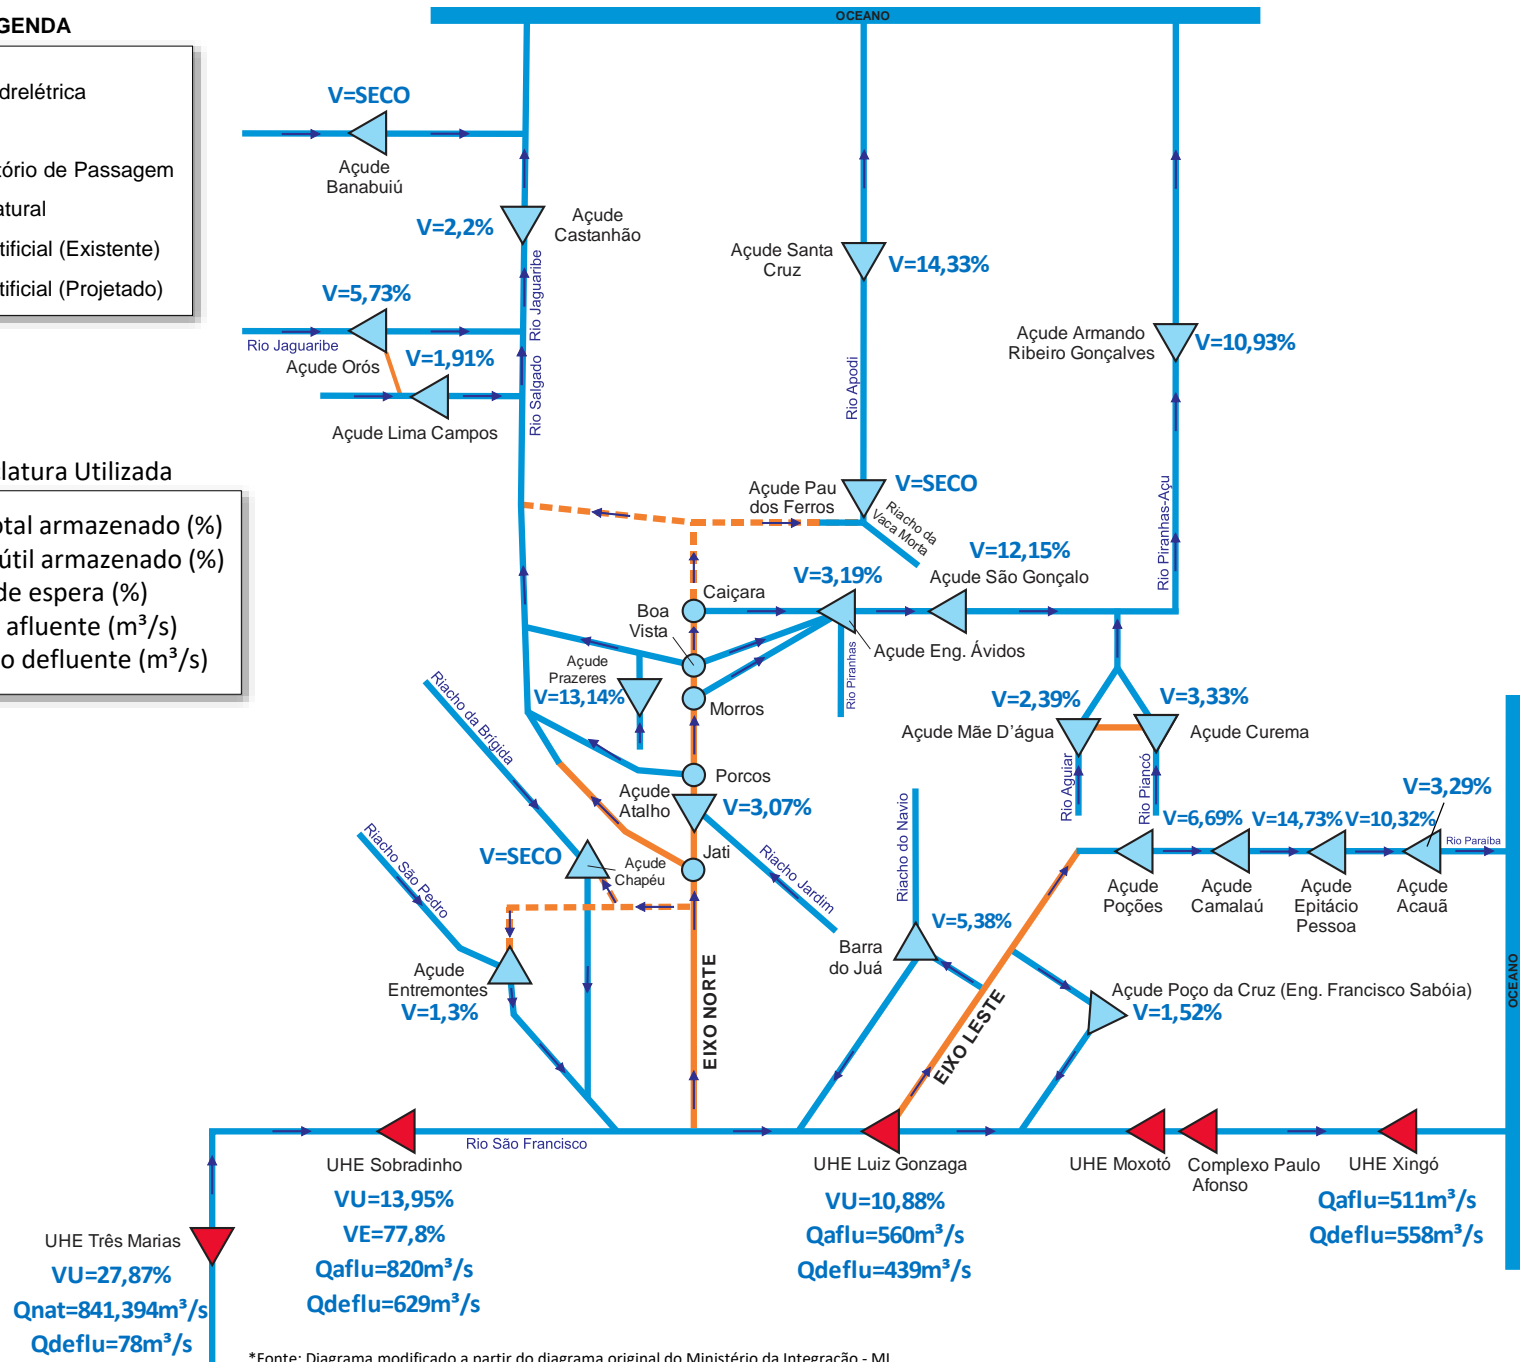 GENDA
drelétrica
tório de Passagem
atural
tificial (Existente)
tificial (Projetado)
latura Utilizada
otal armazenado (%)
útil armazenado (%)
de espera (%)
afluente (m³/s)
o defluente (m³/s)
OCEANO
V=SECO
Açude
Banabuiú
V=2,2%
Açude
Castanhão
Rio Jaguaribe
V=5,73%
Rio Jaguaribe
Açude Orós
V=1,91%
Açude Lima Campos
Rio Salgado
Açude Santa
Cruz
V=14,33%
Rio Apodi
Açude Armando
Ribeiro Gonçalves
V=10,93%
Rio Piranhas-Açu
Açude Pau
dos Ferros
V=SECO
Riacho da
Vaca Morta
V=12,15%
Açude São Gonçalo
V=3,19%
Açude Eng. Ávidos
Rio Piranhas
Caiçara
Boa
Vista
Açude
Prazeres
V=13,14%
Morros
Porcos
Açude
Atalho
V=3,07%
Jati
Riacho Jardim
Riacho da Brígida
Riacho São Pedro
V=SECO
Açude
Chapéu
Açude
Entremontes
V=1,3%
EIXO NORTE
V=2,39%
Açude Mãe D'água
Rio Aguiar
V=3,33%
Açude Curema
Rio Piancó
V=3,29%
V=6,69%
V=14,73%
V=10,32%
Rio Paraíba
Açude
Poções
Açude
Camalaú
Açude
Epitácio
Pessoa
Açude
Acauã
Riacho do Navio
V=5,38%
Barra
do Juá
EIXO LESTE
Açude Poço da Cruz (Eng. Francisco Sabóia)
V=1,52%
OCEANO
Rio São Francisco
UHE Sobradinho
VU=13,95%
VE=77,8%
Qaflu=820m³/s
Qdeflu=629m³/s
UHE Luiz Gonzaga
VU=10,88%
Qaflu=560m³/s
Qdeflu=439m³/s
UHE Moxotó
Complexo Paulo
Afonso
UHE Xingó
Qaflu=511m³/s
Qdeflu=558m³/s
UHE Três Marias
VU=27,87%
Qnat=841,394m³/s
Qdeflu=78m³/s
*Fonte: Diagrama modificado a partir do diagrama original do Ministério da Integração - MI